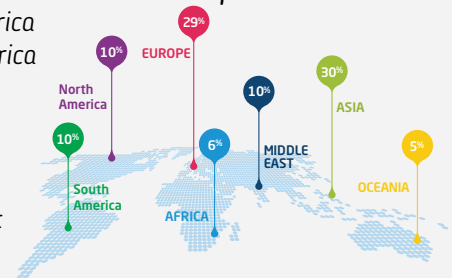 rica
rica
10%
29%
EUROPE
North
America
10%
30%
ASIA
10%
South
America
6%
AFRICA
MIDDLE
EAST
5%
OCEANIA